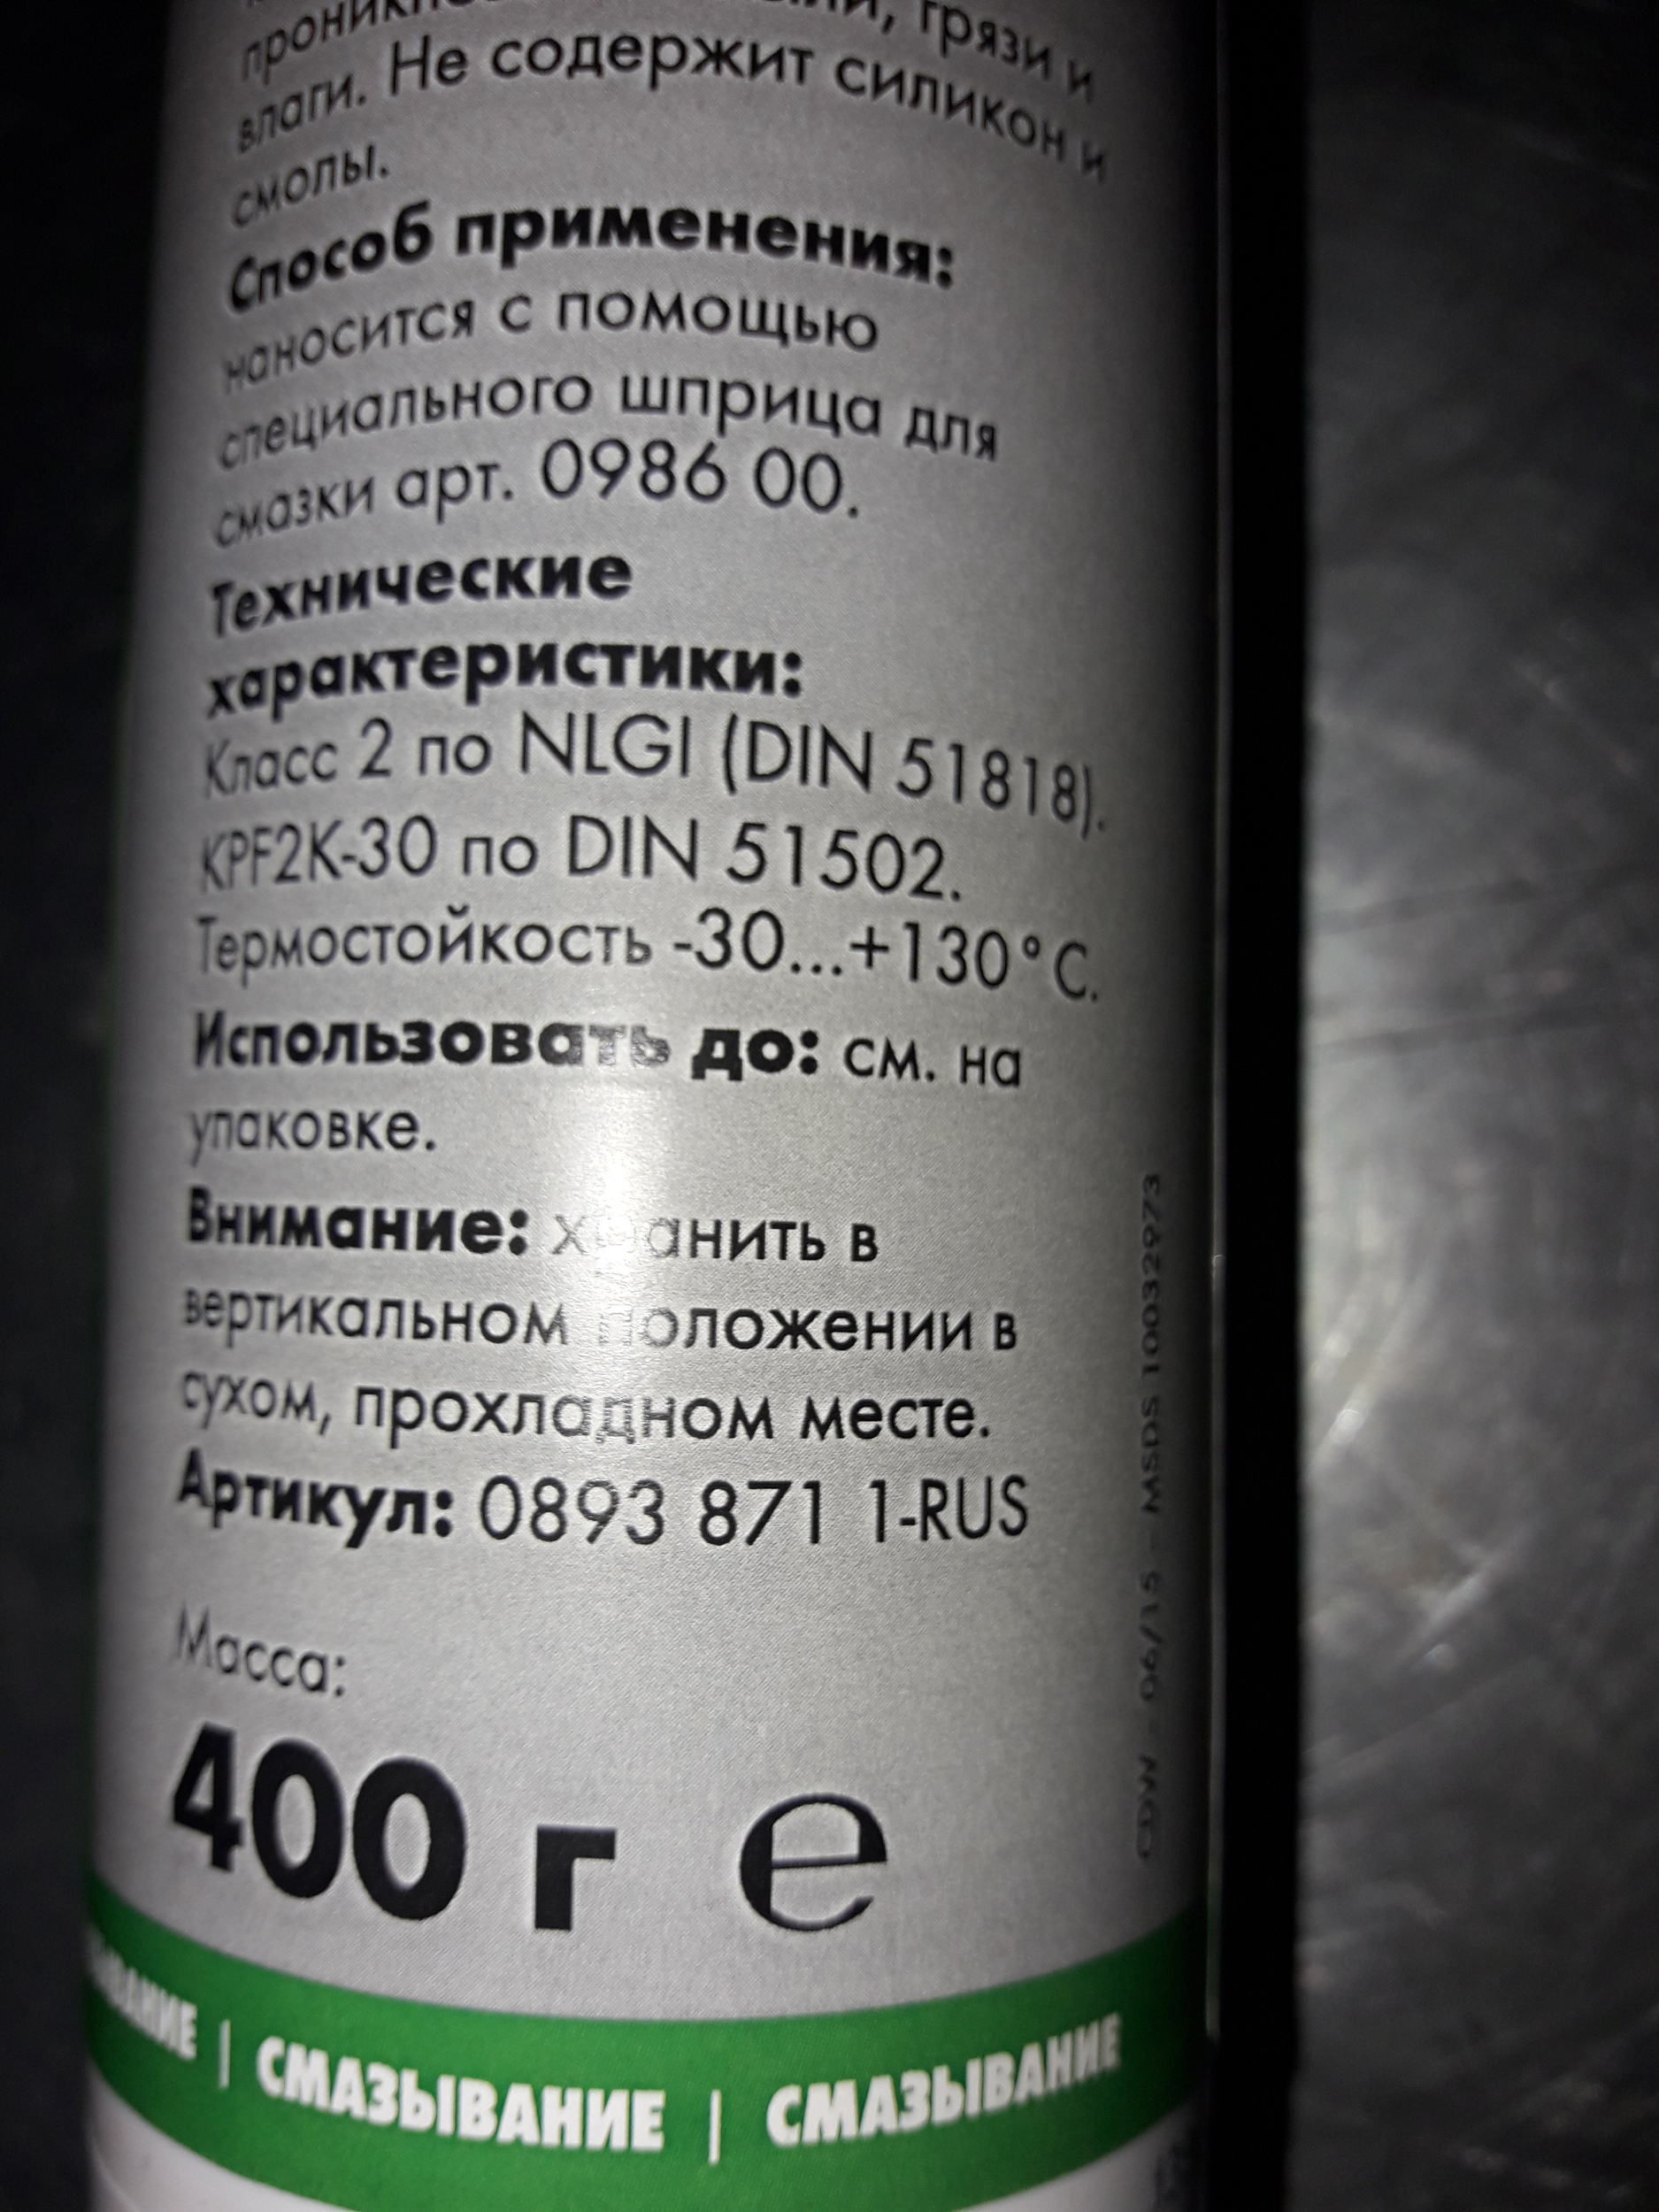 грязи и
влаги. Не содержит силикон и
смолы.
Способ применения:
наносится с помощью
специального шприца для
смазки арт. 0986 00.
Технические
характеристики:
Класс 2 по NLGI (DIN 51818).
KPF2K-30 по DIN 51502.
Термостойкость -30...+130°C.
Использовать до: см. на
упаковке.
Внимание: хранить в
вертикальном положении в
сухом, прохладном месте.
Артикул: 0893 871 1-RUS
Масса:
400 г e
СМАЗЫВАНИЕ | СМАЗЫВАНИЕ
06/15 - MSDS 10032973